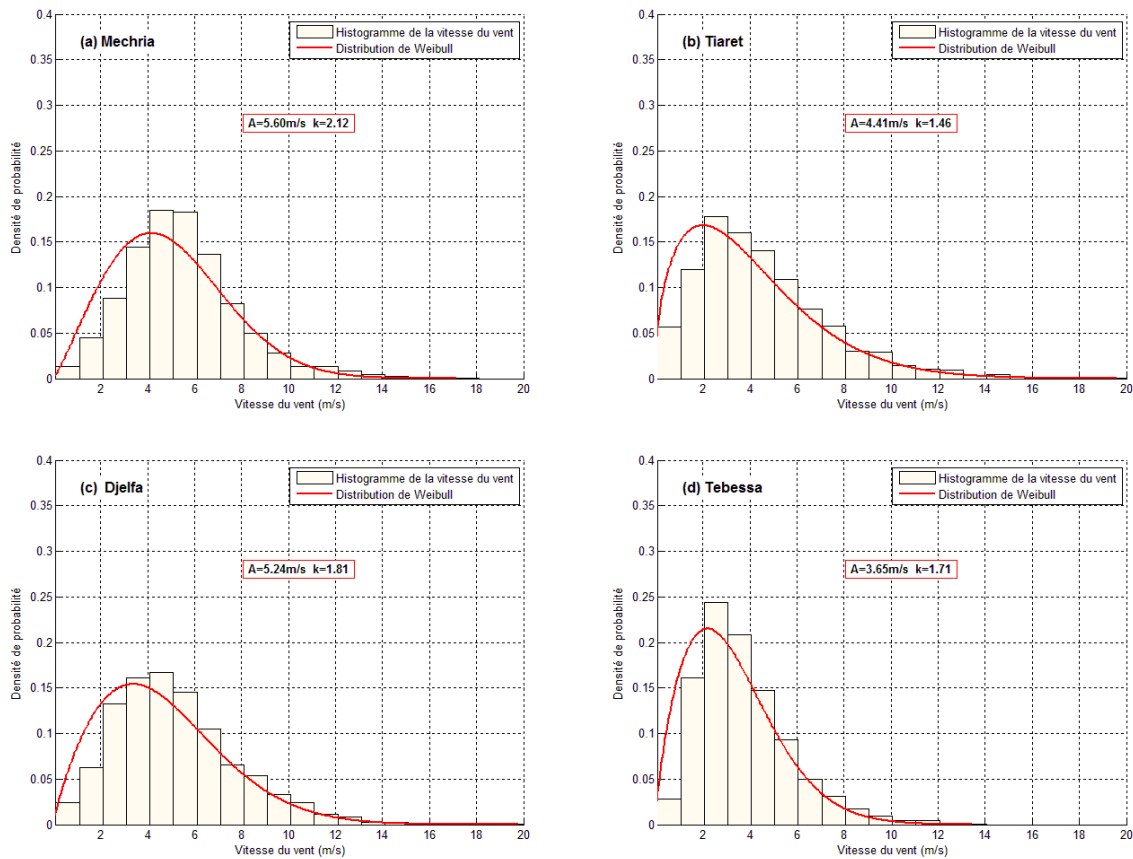 (a) Mechria
Histogramme de la vitesse du vent
Distribution de Weibull
A=5.60m/s k=2.12
Densité de probabilité
0.4
0.35
0.3
0.25
0.2
0.15
0.1
0.05
0
2 4 6 8 10 12 14 16 18 20
Vitesse du vent (m/s)
(b) Tiaret
Histogramme de la vitesse du vent
Distribution de Weibull
A=4.41m/s k=1.46
Densité de probabilité
0.4
0.35
0.3
0.25
0.2
0.15
0.1
0.05
0
2 4 6 8 10 12 14 16 18 20
Vitesse du vent (m/s)
(c) Djelfa
Histogramme de la vitesse du vent
Distribution de Weibull
A=5.24m/s k=1.81
Densité de probabilité
0.4
0.35
0.3
0.25
0.2
0.15
0.1
0.05
0
2 4 6 8 10 12 14 16 18 20
Vitesse du vent (m/s)
(d) Tebessa
Histogramme de la vitesse du vent
Distribution de Weibull
A=3.65m/s k=1.71
Densité de probabilité
0.4
0.35
0.3
0.25
0.2
0.15
0.1
0.05
0
2 4 6 8 10 12 14 16 18 20
Vitesse du vent (m/s)